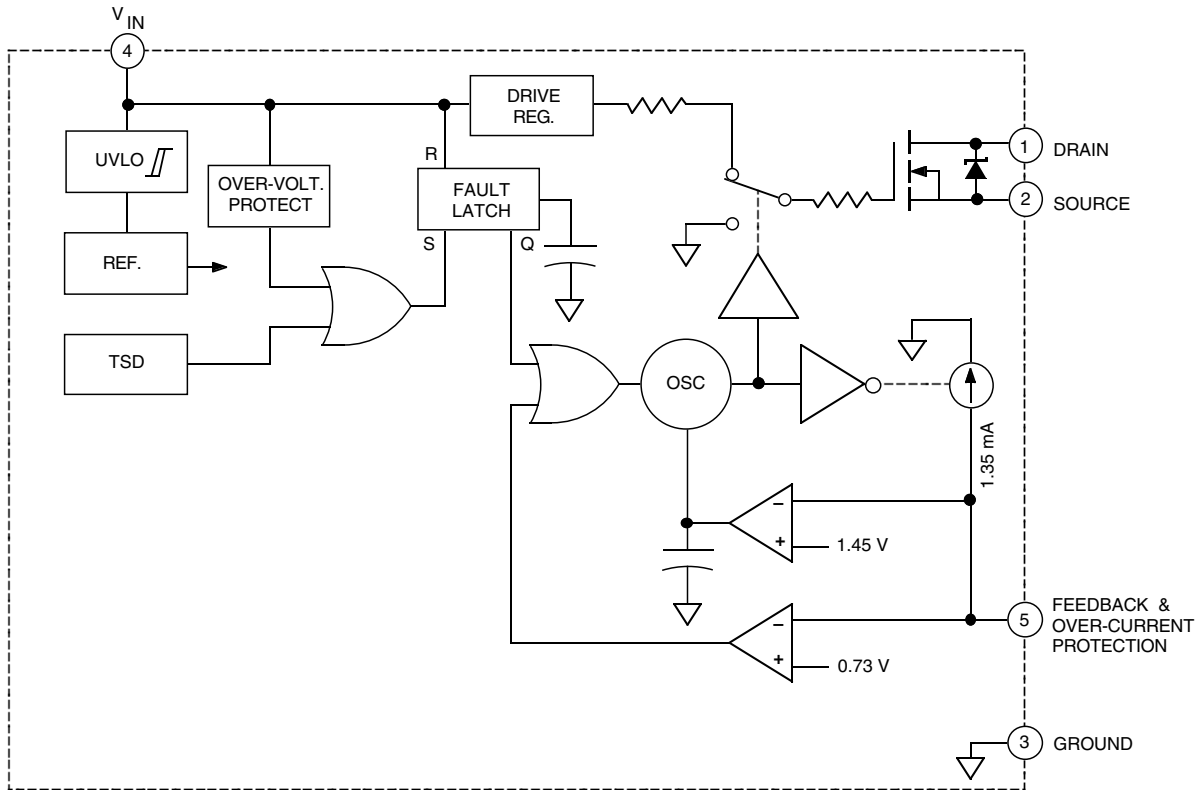 V IN
4
DRIVE
REG.
R
1
DRAIN
UVLO
OVER-VOLT.
PROTECT
FAULT
LATCH
2
SOURCE
S
Q
REF.
TSD
OSC
1.35 mA
−
+
1.45 V
−
+
0.73 V
5
FEEDBACK &
OVER-CURRENT
PROTECTION
3
GROUND